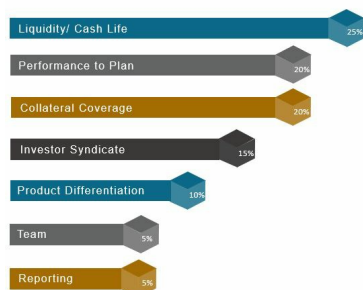 Liquidity/ Cash Life
25%
Performance to Plan
20%
Collateral Coverage
20%
Investor Syndicate
15%
Product Differentiation
10%
Team
5%
Reporting
5%